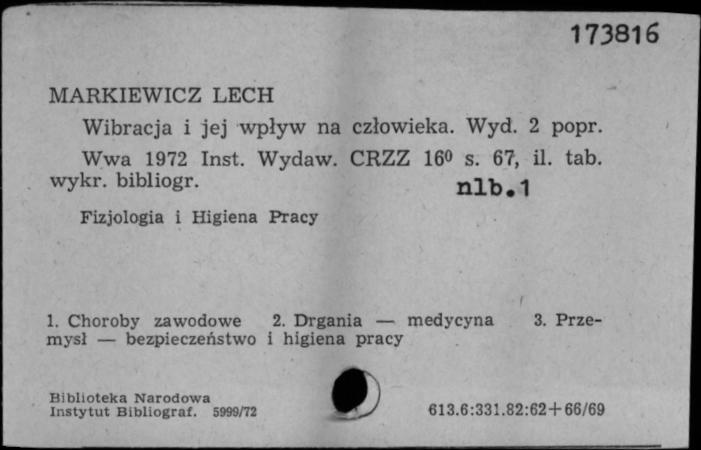 173816
MARKIEWICZ LECH
Wibracja i jej wpływ na człowieka. Wyd. 2 popr.
Wwa 1972 Inst. Wydaw. CRZZ 16⁰ s. 67, il. tab.
wykr. bibliogr.
nlb.1
Fizjologia i Higiena Pracy
1. Choroby zawodowe 2. Drgania — medycyna 3. Prze-
mysł — bezpieczeństwo i higiena pracy
Biblioteka Narodowa
Instytut Bibliograf. 5999/72
613.6:331.82:62+66/69